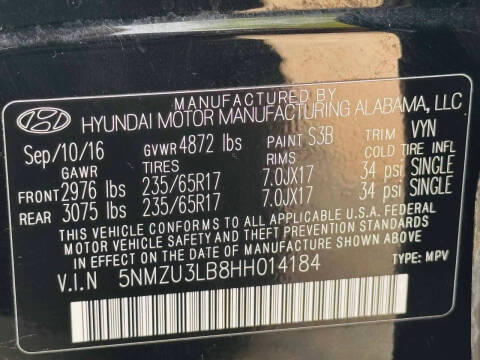 MANUFACTURED BY
HYUNDAI MOTOR MANUFACTURING ALABAMA, LLC
Sep/10/16 GVWR 4872 lbs PAINT S3B TRIM VYN
GAWR TIRES RIMS COLD TIRE INFL
FRONT 2976 lbs 235/65R17 7.0JX17 34 psi SINGLE
REAR 3075 lbs 235/65R17 7.0JX17 34 psi SINGLE
THIS VEHICLE CONFORMS TO ALL APPLICABLE U.S.A. FEDERAL
MOTOR VEHICLE SAFETY AND THEFT PREVENTION STANDARDS
IN EFFECT ON THE DATE OF MANUFACTURE SHOWN ABOVE.
V.I.N 5NMZU3LB8HH014184 TYPE: MPV